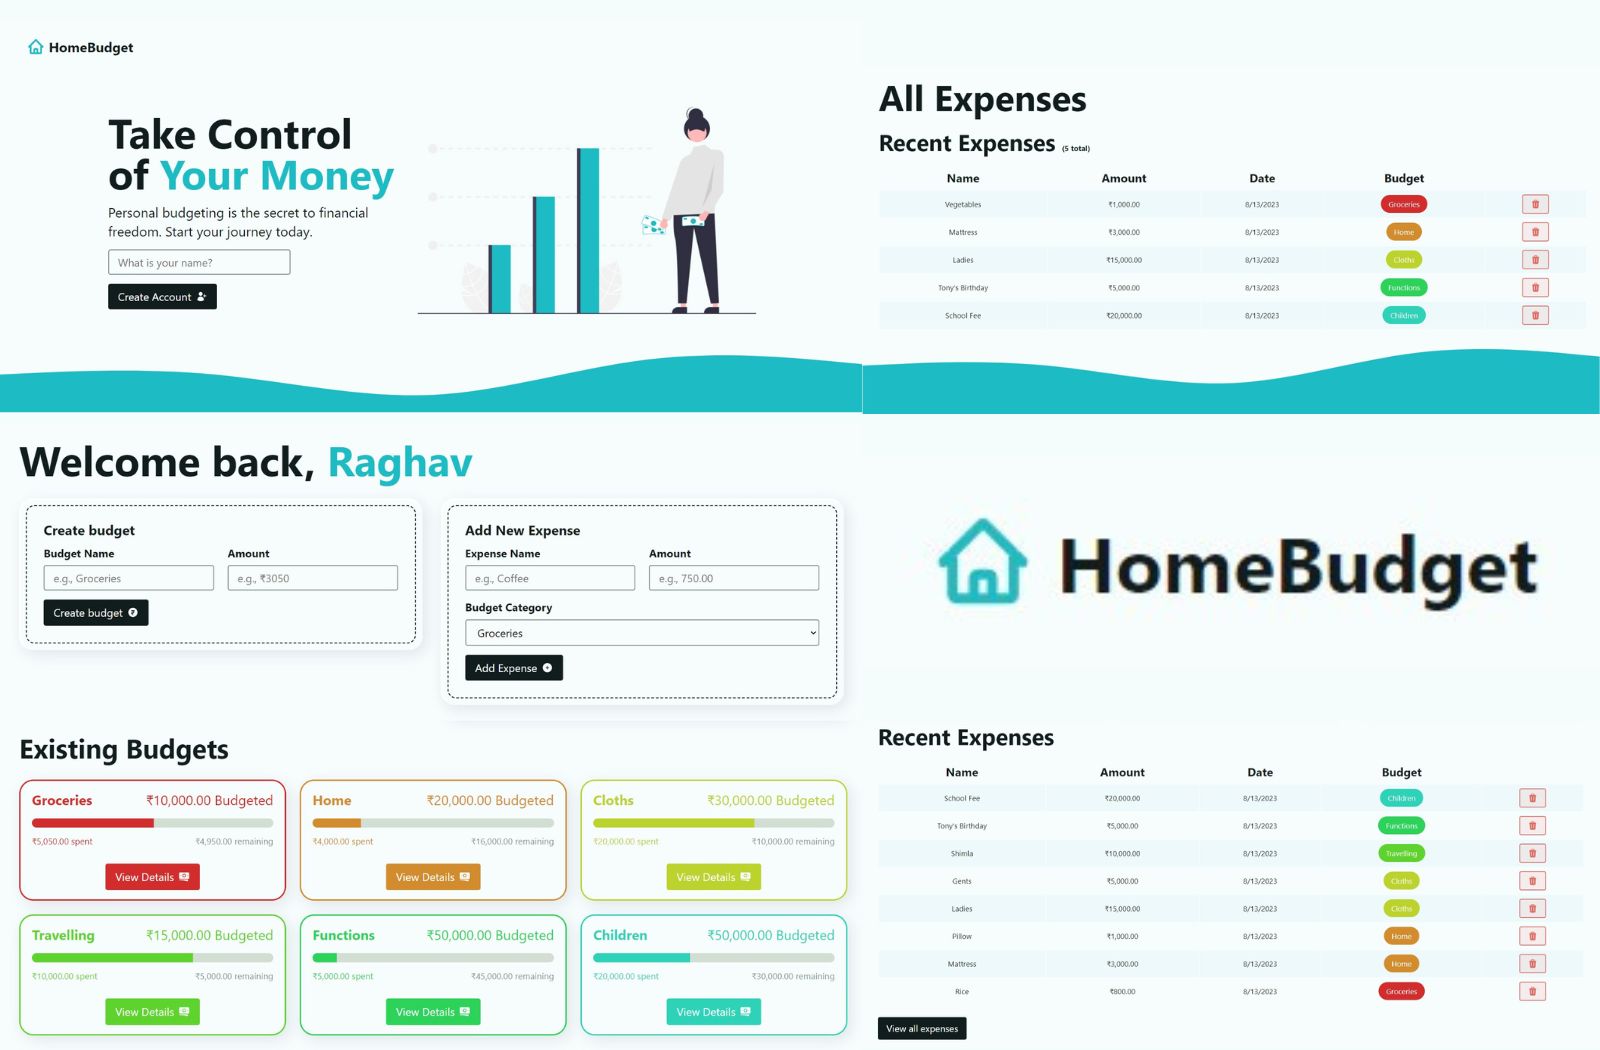 HomeBudget
Take Control
of Your Money
Personal budgeting is the secret to financial
freedom. Start your journey today.
What is your name?
Create Account
All Expenses
Recent Expenses (5 total)
Name Amount Date Budget
Vegetables ₹1,000.00 8/13/2023 Groceries
Mattress ₹3,000.00 8/13/2023 Home
Ladies ₹15,000.00 8/13/2023 Cloths
Tony's Birthday ₹5,000.00 8/13/2023 Functions
School Fee ₹20,000.00 8/13/2023 Children
Welcome back, Raghav
Create budget
Budget Name Amount
e.g., Groceries e.g., ₹3050
Create budget
Add New Expense
Expense Name Amount
e.g., Coffee e.g., 750.00
Budget Category
Groceries
Add Expense
HomeBudget
Existing Budgets
Groceries ₹10,000.00 Budgeted
₹5,050.00 spent ₹4,950.00 remaining
View Details
Home ₹20,000.00 Budgeted
₹4,000.00 spent ₹16,000.00 remaining
View Details
Cloths ₹30,000.00 Budgeted
₹20,000.00 spent ₹10,000.00 remaining
View Details
Travelling ₹15,000.00 Budgeted
₹10,000.00 spent ₹5,000.00 remaining
View Details
Functions ₹50,000.00 Budgeted
₹5,000.00 spent ₹45,000.00 remaining
View Details
Children ₹50,000.00 Budgeted
₹20,000.00 spent ₹30,000.00 remaining
View Details
Recent Expenses
Name Amount Date Budget
School Fee ₹20,000.00 8/13/2023 Children
Tony's Birthday ₹5,000.00 8/13/2023 Functions
Shimla ₹10,000.00 8/13/2023 Travelling
Gents ₹5,000.00 8/13/2023 Cloths
Ladies ₹15,000.00 8/13/2023 Cloths
Pillow ₹1,000.00 8/13/2023 Home
Mattress ₹3,000.00 8/13/2023 Home
Rice ₹800.00 8/13/2023 Groceries
View all expenses